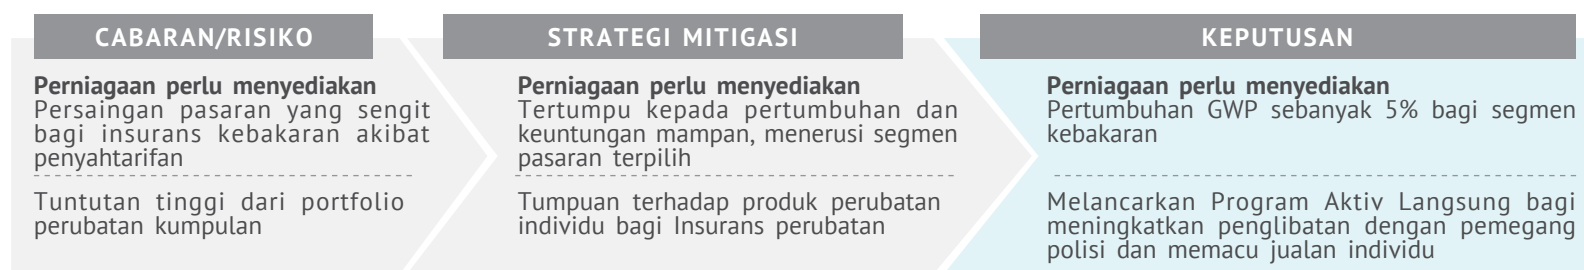 CABARAN/RISIKO
Perniagaan perlu menyediakan
Persaingan pasaran yang sengit
bagi insurans kebakaran akibat
penyahtarifan
Tuntutan tinggi dari portfolio
perubatan kumpulan
STRATEGI MITIGASI
Perniagaan perlu menyediakan
Tertumpu kepada pertumbuhan dan
keuntungan mampan, menerusi segmen
pasaran terpilih
Tumpuan terhadap produk perubatan
individu bagi Insurans perubatan
KEPUTUSAN
Perniagaan perlu menyediakan
Pertumbuhan GWP sebanyak 5% bagi segmen
kebakaran
Melancarkan Program Aktiv Langsung bagi
meningkatkan penglibatan dengan pemegang
polisi dan memacu jualan individu